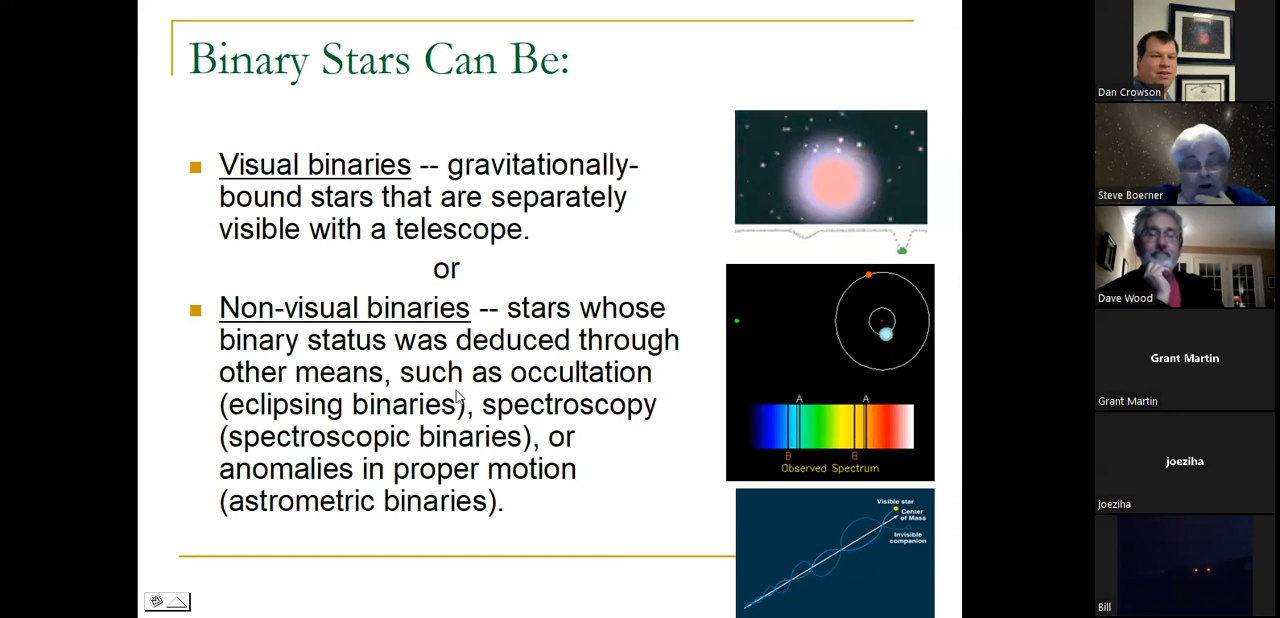 Binary Stars Can Be:
Visual binaries -- gravitationally-
bound stars that are separately
visible with a telescope.
or
Non-visual binaries -- stars whose
binary status was deduced through
other means, such as occultation
(eclipsing binaries), spectroscopy
(spectroscopic binaries), or
anomalies in proper motion
(astrometric binaries).
A A
B B
Observed Spectrum
Visible star
Center
of Mass
Invisible
companion
Dan Crowson
Steve Boerner
Dave Wood
Grant Martin
Grant Martin
joeziha
joeziha
Bill